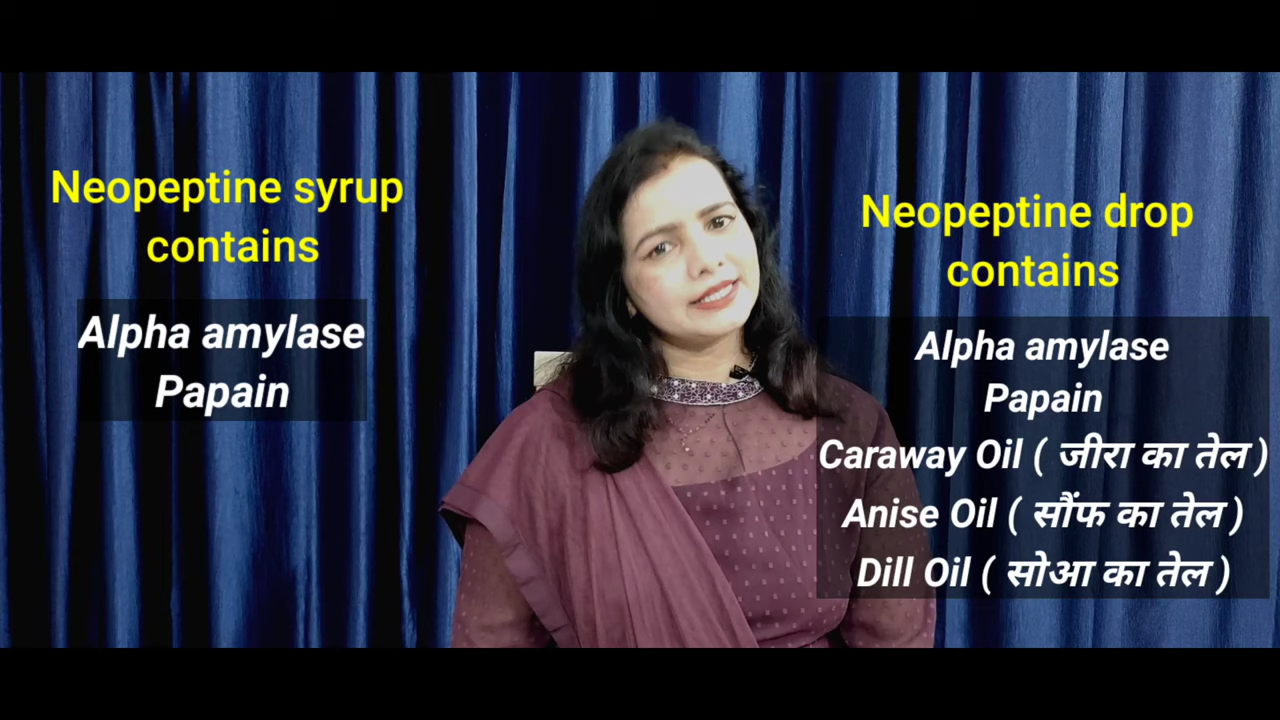 Neopeptine syrup
contains
Alpha amylase
Papain
Neopeptine drop
contains
Alpha amylase
Papain
Caraway Oil ( जीरा का तेल )
Anise Oil ( सौंफ का तेल )
Dill Oil ( सोआ का तेल )